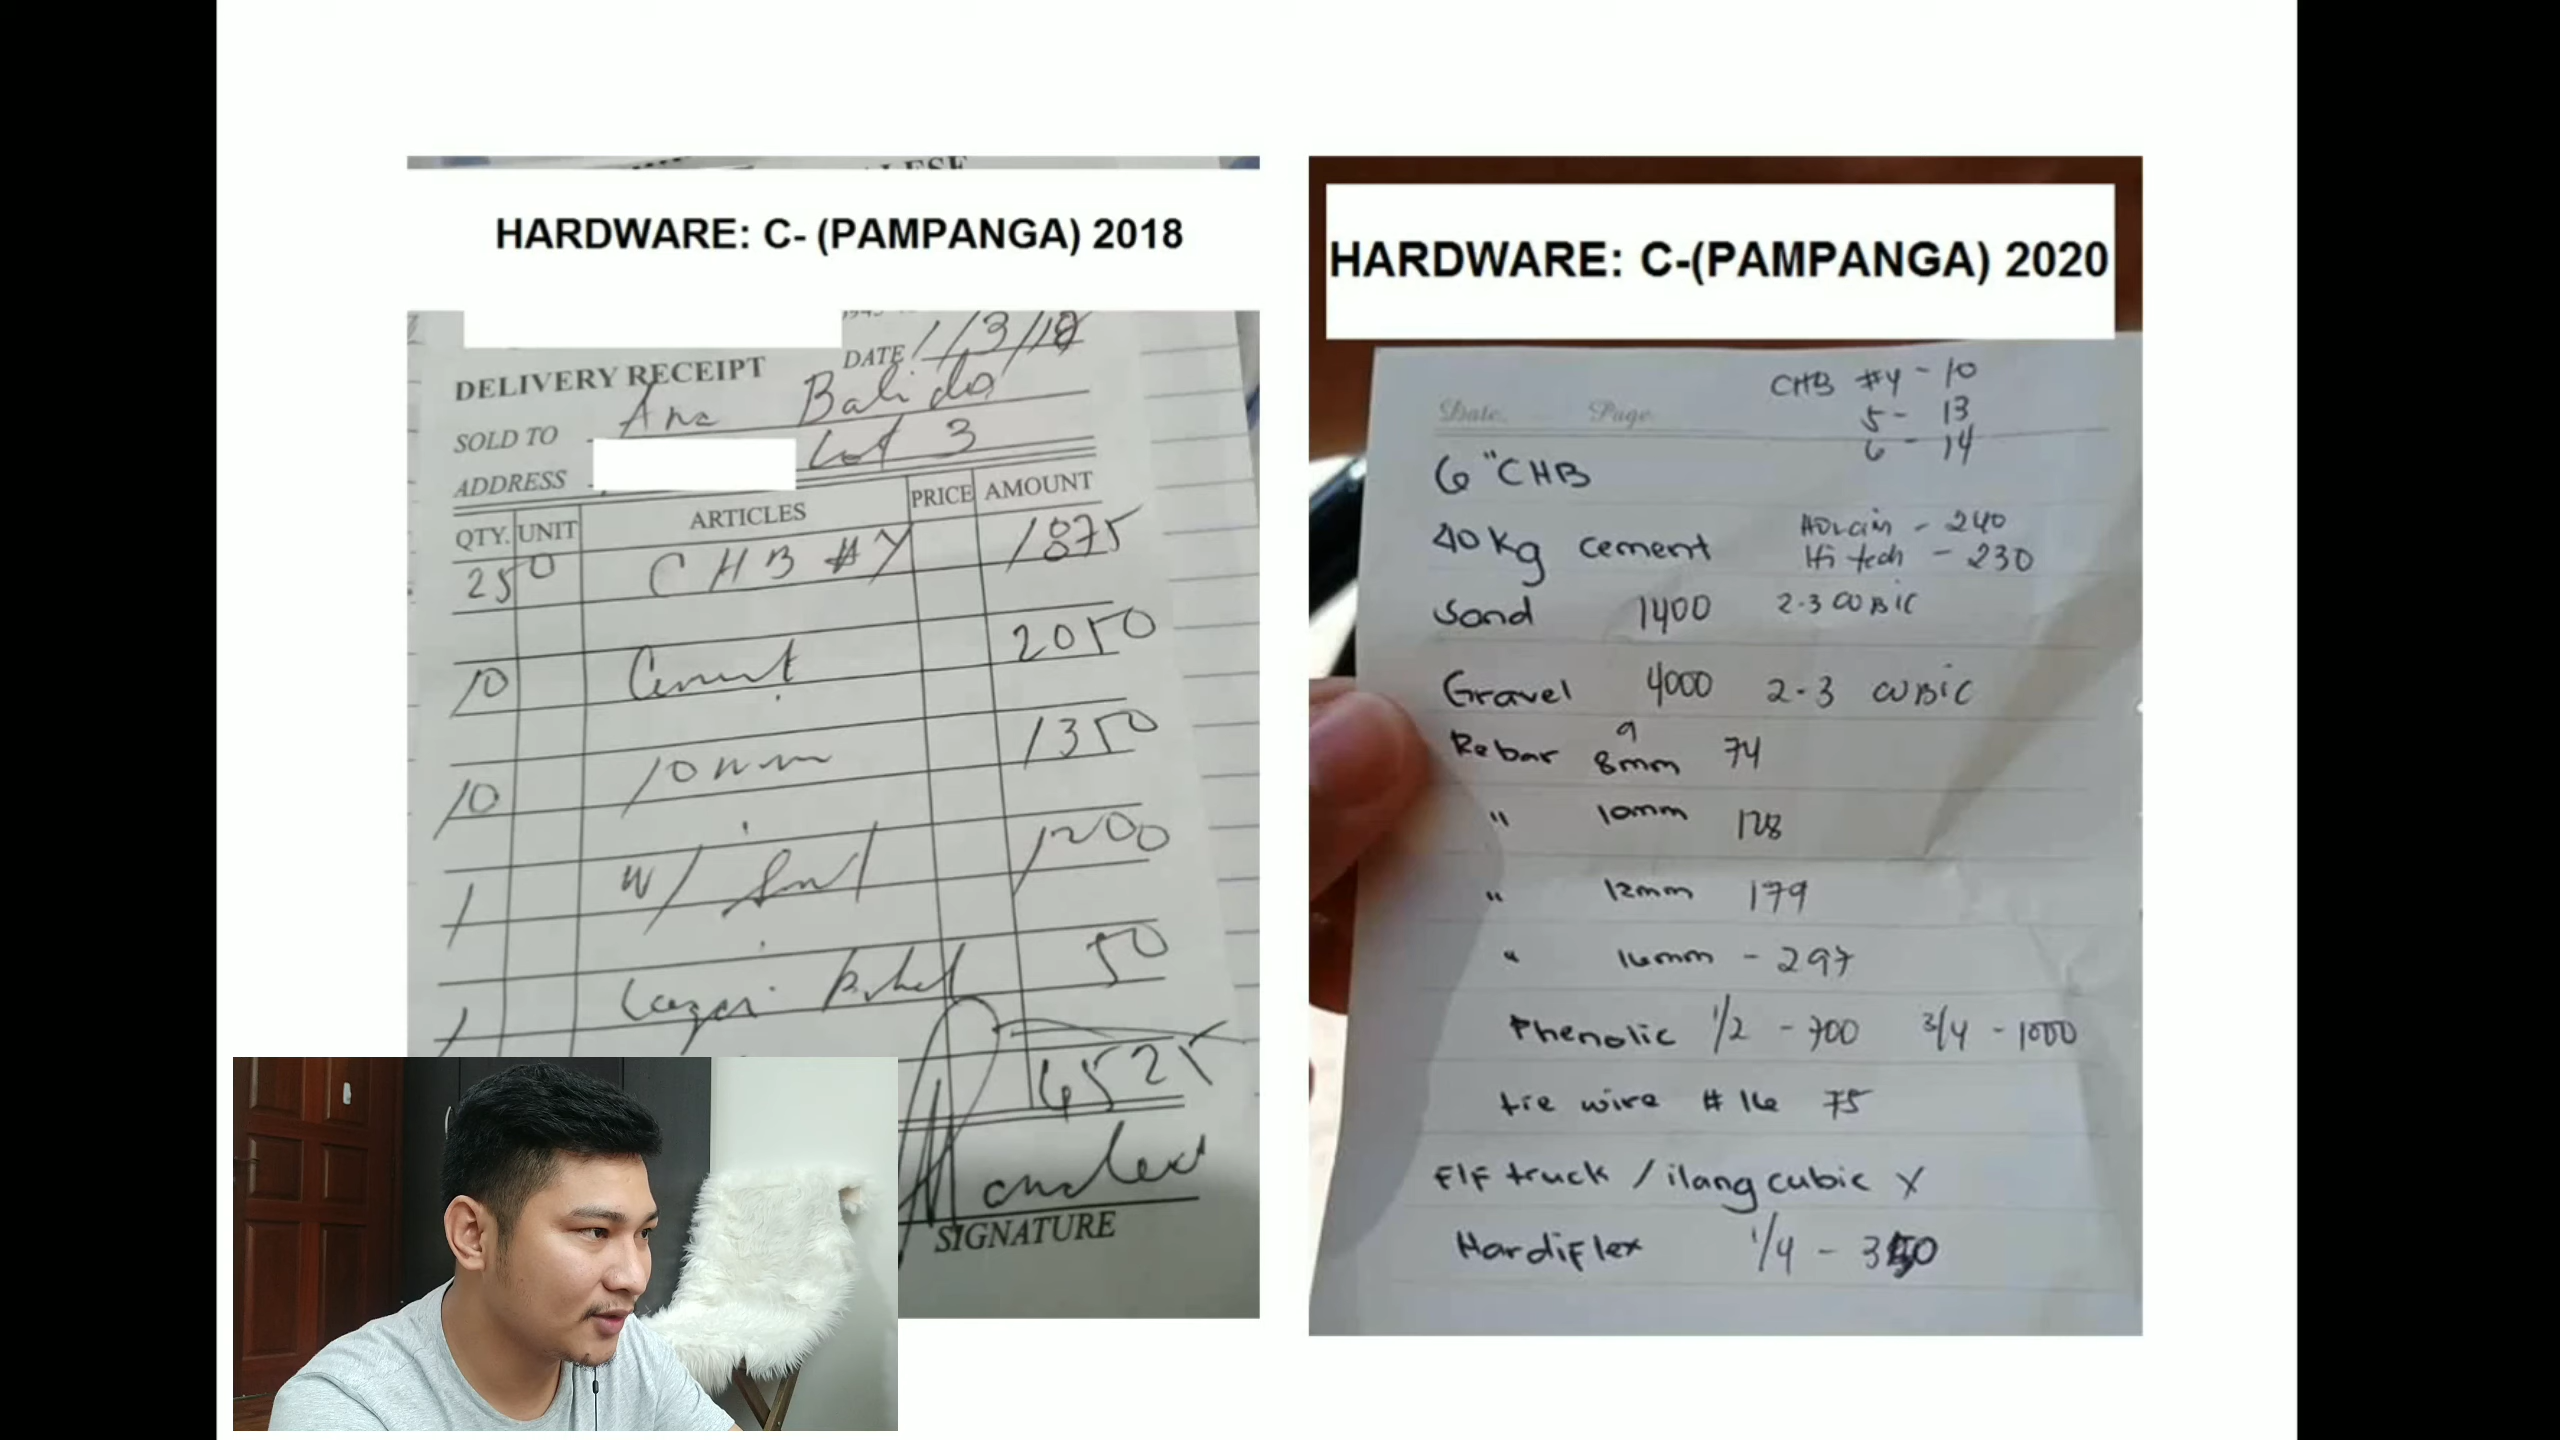 HARDWARE: C- (PAMPANGA) 2018
DELIVERY RECEIPT
DATE 1/3/18
SOLD TO Ana Balido
ADDRESS Lot 3
QTY. UNIT ARTICLES PRICE AMOUNT
250 CHB #4 1875
10 Cement 2050
10 10mm 1350
1 w/ 1200
1 50
6525
SIGNATURE
HARDWARE: C-(PAMPANGA) 2020
Date Page
CHB #4 - 10
5 - 13
6 - 14
6" CHB
40 Kg cement
Hi tech - 230
240
Sand 1400 2-3 CUBIC
Gravel 4000 2-3 CUBIC
Rebar 9 8mm 74
" 10mm 128
" 12mm 179
" 16mm - 297
Phenolic 1/2 - 700 3/4 - 1000
tie wire # 16 75
Elf truck / ilang cubic X
Hardiflex 1/4 - 350